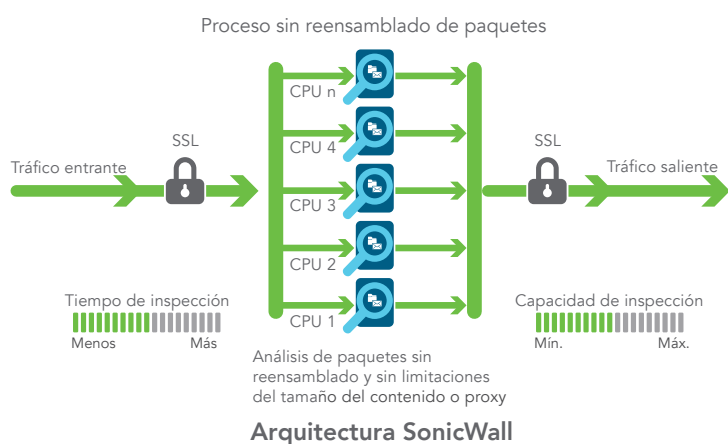 Proceso sin reensamblado de paquetes
CPU n
CPU 4
CPU 3
CPU 2
CPU 1
Tráfico entrante
SSL
SSL
Tráfico saliente
Tiempo de inspección
Menos
Más
Capacidad de inspección
Mín.
Máx.
Análisis de paquetes sin
reensamblado y sin limitaciones
del tamaño del contenido o proxy
Arquitectura SonicWall